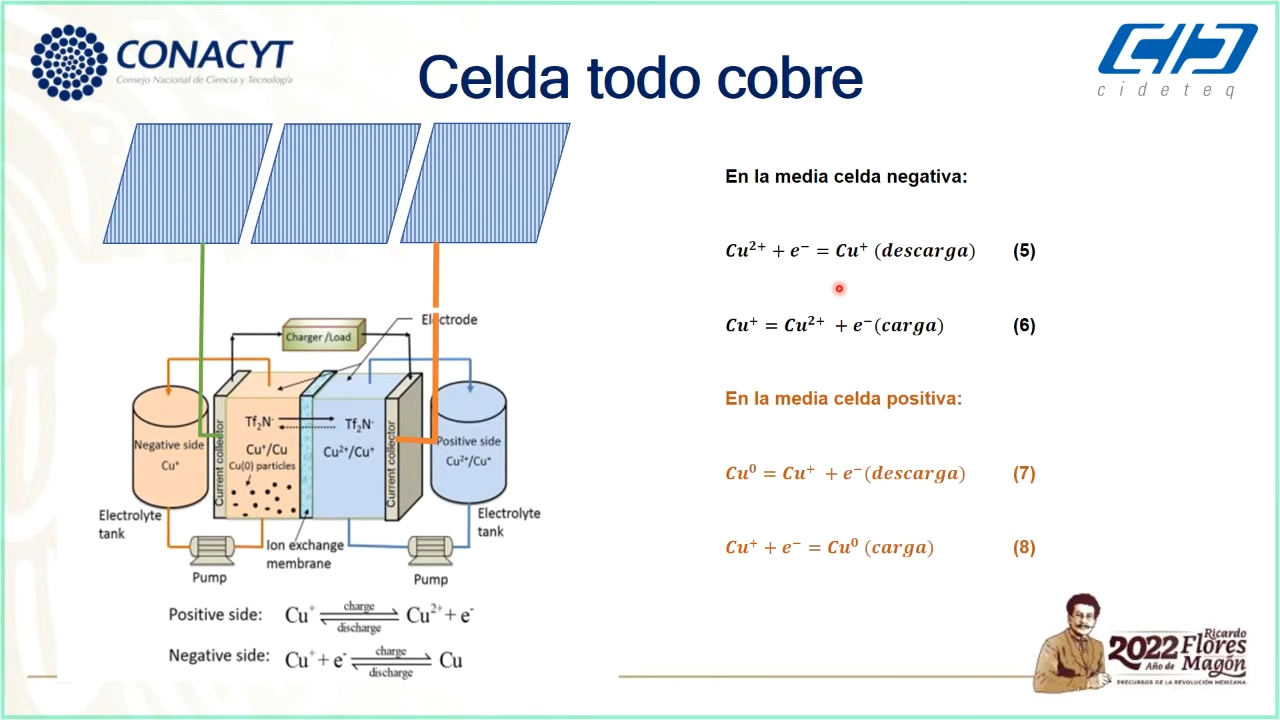 CONACYT
Consejo Nacional de Ciencia y Tecnología
Celda todo cobre
cideteq
En la media celda negativa:
Cu²⁺ + e⁻ = Cu⁺ (descarga) (5)
Cu⁺ = Cu²⁺ + e⁻(carga) (6)
En la media celda positiva:
Cu⁰ = Cu⁺ + e⁻(descarga) (7)
Cu⁺ + e⁻ = Cu⁰ (carga) (8)
Electrode
Charger /Load
Negative side
Cu⁺
Current collector
Tf₂N⁻
Cu⁺/Cu
Cu(0) particles
Tf₂N⁻
Cu²⁺/Cu⁺
Current collector
Positive side
Cu²⁺/Cu⁺
Electrolyte
tank
Pump
Ion exchange
membrane
Pump
Electrolyte
tank
Positive side: Cu⁺ charge discharge Cu²⁺ + e⁻
Negative side: Cu⁺ + e⁻ charge discharge Cu
2022 Ricardo
Flores
Año de Magón
PRECURSOR DE LA REVOLUCIÓN MEXICANA